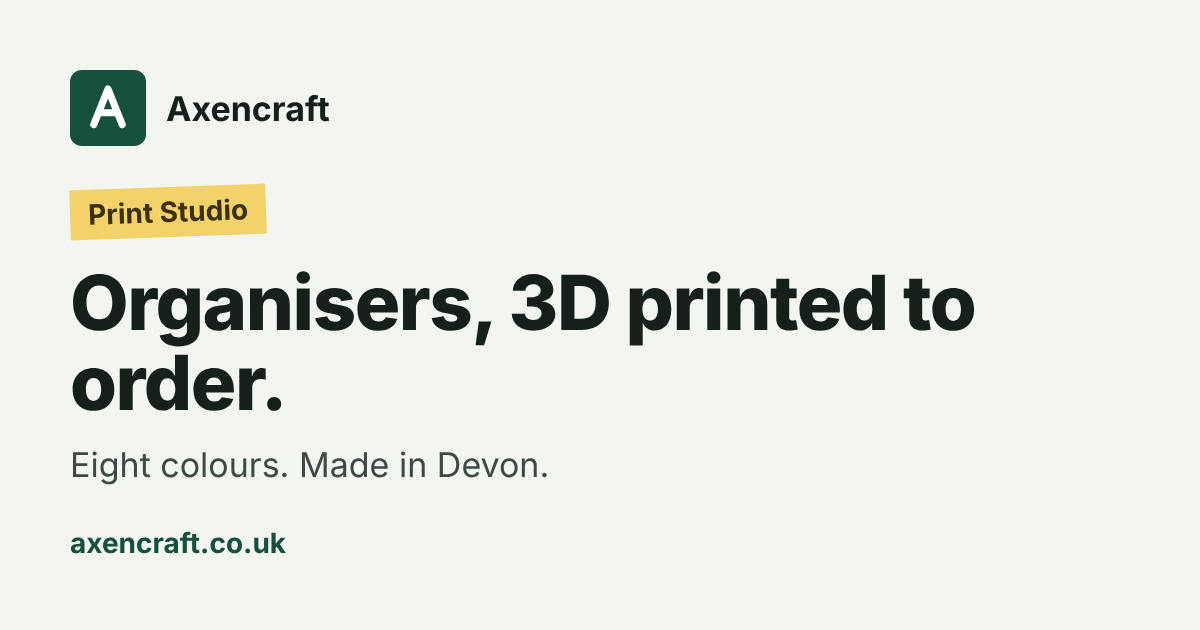 A
Axencraft
Print Studio
Organisers, 3D printed to
order.
Eight colours. Made in Devon.
axencraft.co.uk